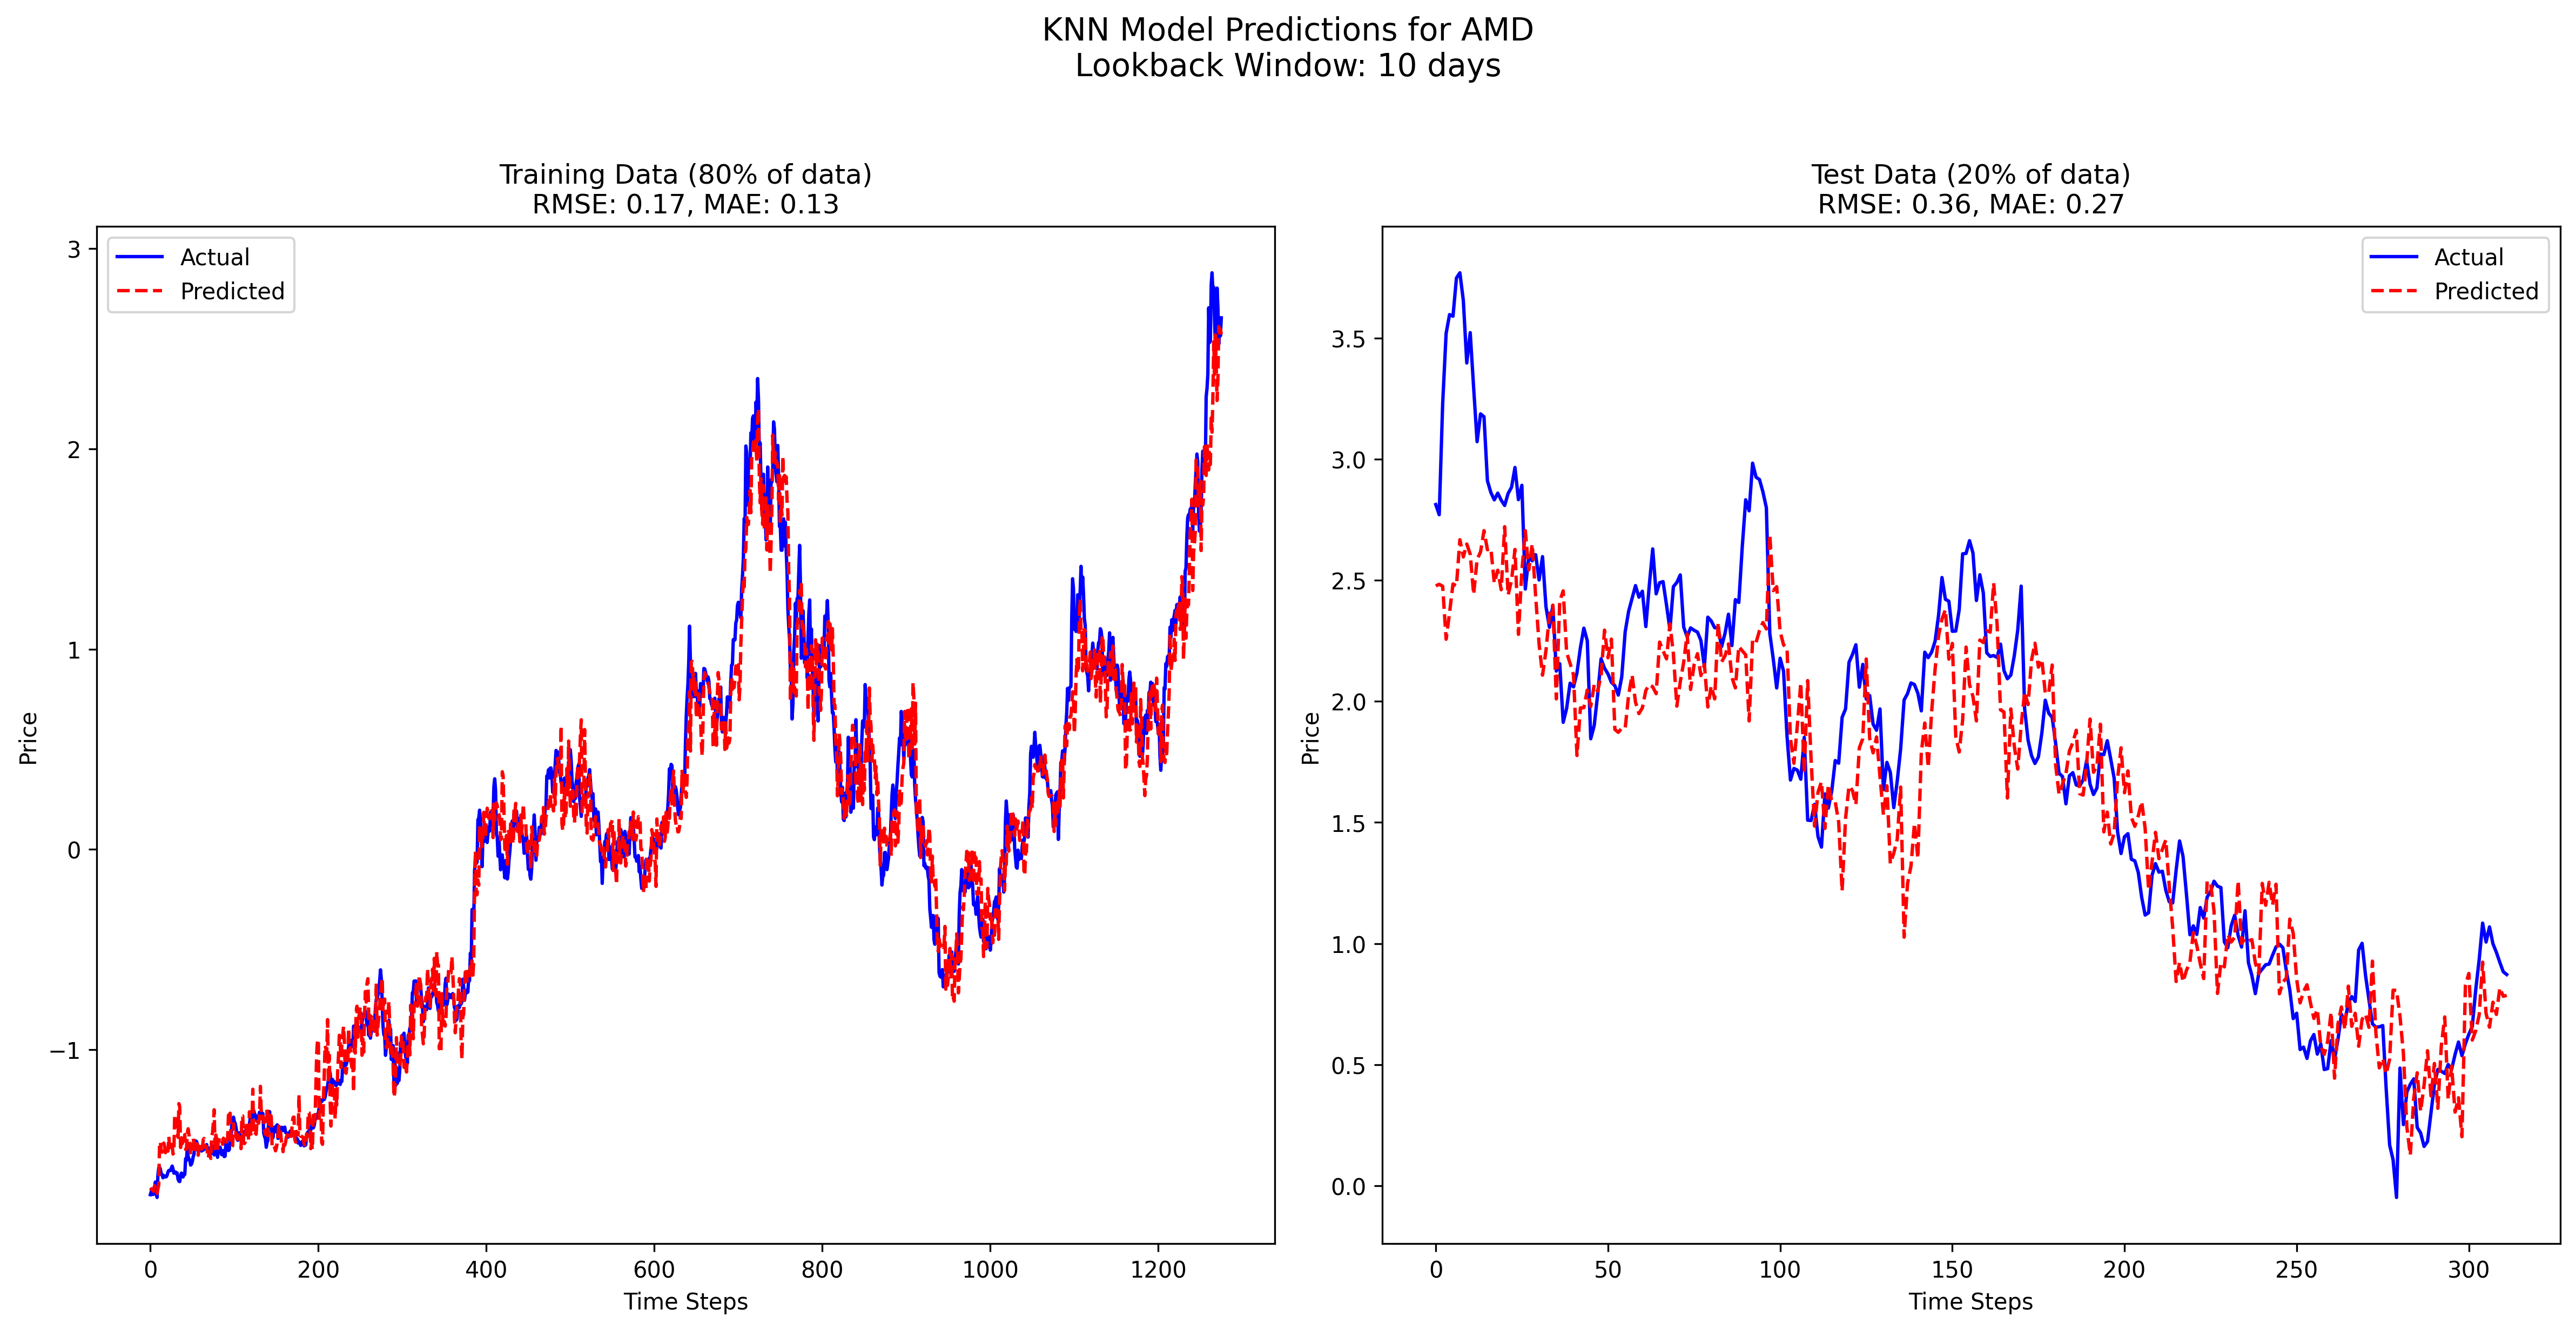 KNN Model Predictions for AMD
Lookback Window: 10 days
Training Data (80% of data)
RMSE: 0.17, MAE: 0.13
3
2
1
0
−1
Price
Actual
Predicted
0
200
400
600
800
1000
1200
Time Steps
Test Data (20% of data)
RMSE: 0.36, MAE: 0.27
3.5
3.0
2.5
2.0
1.5
1.0
0.5
0.0
Price
Actual
Predicted
0
50
100
150
200
250
300
Time Steps